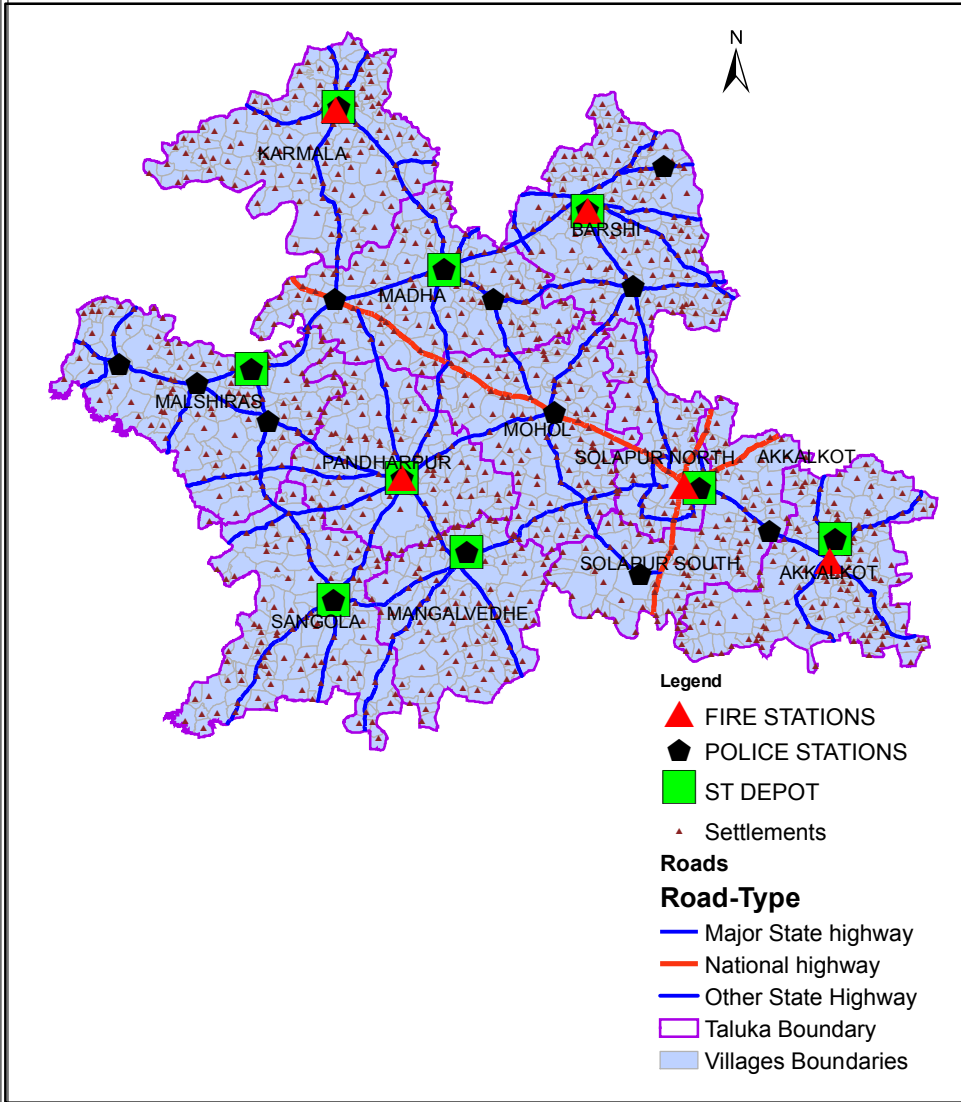 N
KARMALA
BARSHI
MADHA
MALSHIRAS
MOHOL
PANDHARPUR
SOLAPUR NORTH
AKKALKOT
SOLAPUR SOUTH
AKKALKOT
SANGOLA
MANGALVEDHE
Legend
FIRE STATIONS
POLICE STATIONS
ST DEPOT
Settlements
Roads
Road-Type
Major State highway
National highway
Other State Highway
Taluka Boundary
Villages Boundaries